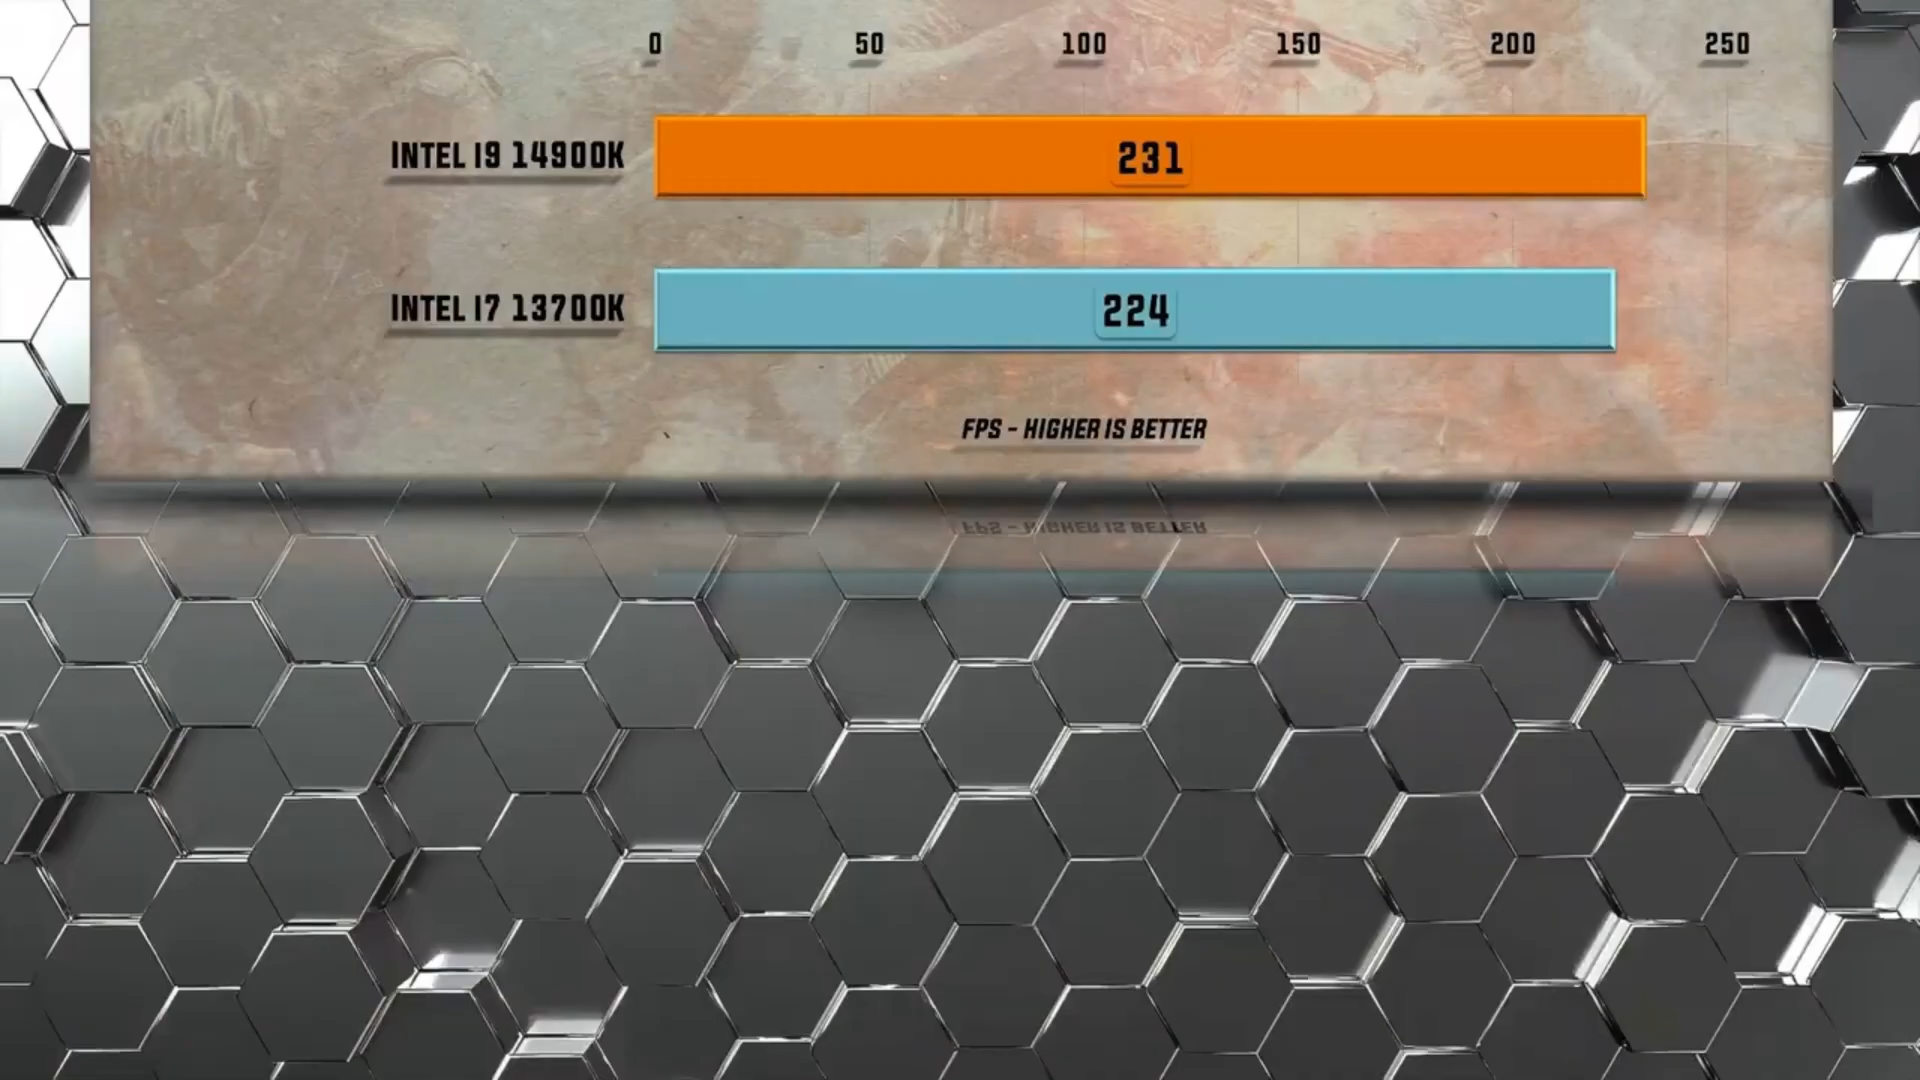 0 50 100 150 200 250
INTEL I9 14900K 231
INTEL I7 13700K 224
FPS - HIGHER IS BETTER